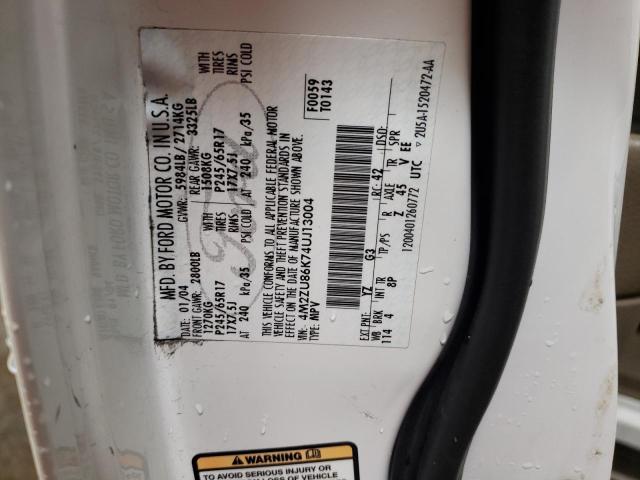 MFD. BY FORD MOTOR CO. IN U.S.A.
DATE: 01/04 GVWR: 5984LB / 2714KG
FRONT GAWR: 2800LB REAR GAWR: 3325LB
1270KG WITH 1508KG WITH
P245/65R17 TIRES P245/65R17 TIRES
17X7.5J RIMS 17X7.5J RIMS
AT 240 kPa/35 PSI COLD AT 240 kPa/35 PSI COLD
THIS VEHICLE CONFORMS TO ALL APPLICABLE FEDERAL MOTOR
VEHICLE SAFETY AND THEFT PREVENTION STANDARDS IN EFFECT
ON THE DATE OF MANUFACTURE SHOWN ABOVE.
VIN: 4M2ZU86K74UJ13004 F0059
TYPE: MPV T0143
EXT PNT: YZ G3 RC: 42 DSO:
WB BRK INT TR TP/PS R AXLE TR SPR
114 4 8P Z 45 V EE
1200401260772 UTC ▽ 2U5A-1520472-AA
Ford
WARNING
TO AVOID SERIOUS INJURY OR